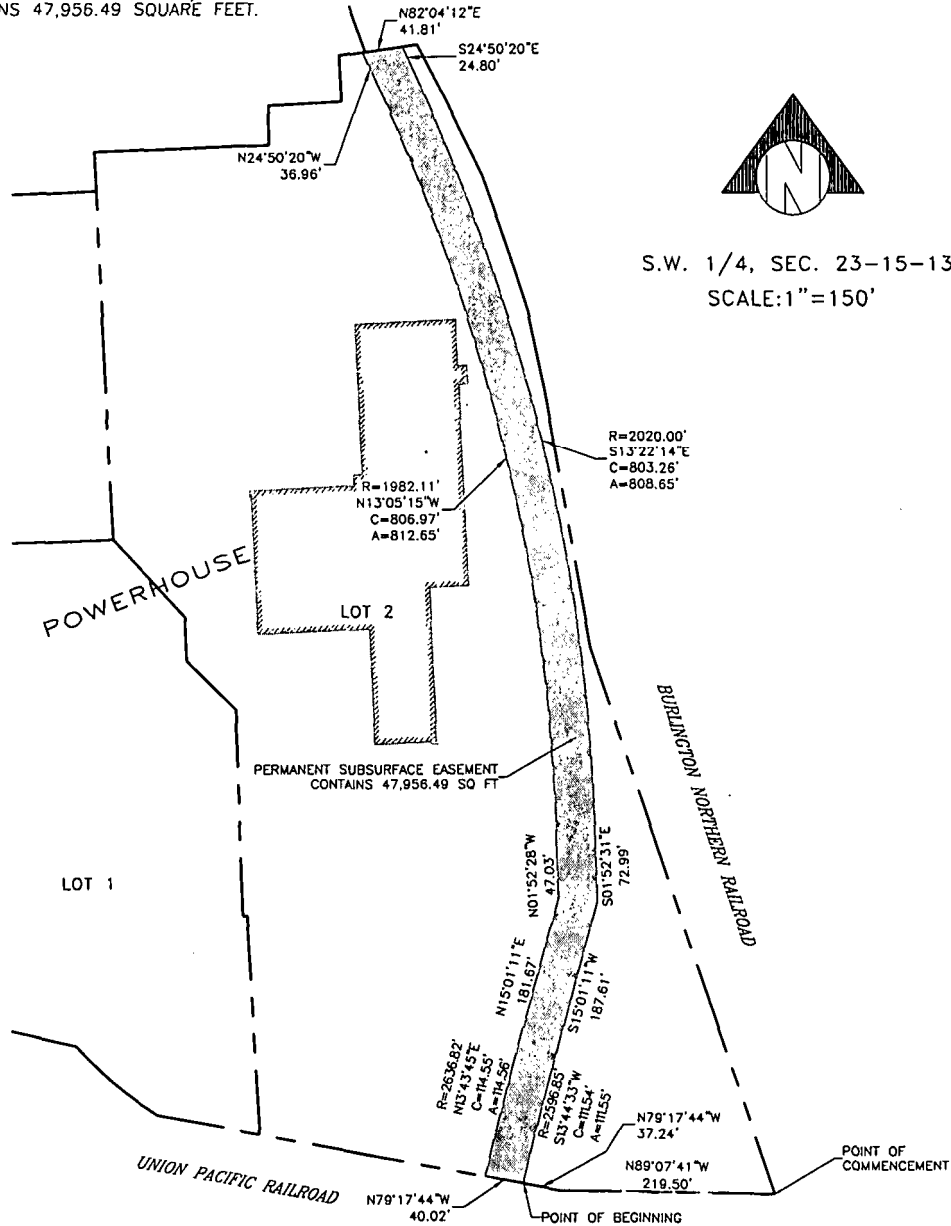 NS 47,956.49 SQUARE FEET.
N82°04'12"E
41.81'
S24°50'20"E
24.80'
N24°50'20"W
36.96'
N
S.W. 1/4, SEC. 23-15-13
SCALE:1"=150'
R=2020.00'
S13°22'14"E
C=803.26'
A=808.65'
R=1982.11'
N13°05'15"W
C=806.97'
A=812.65'
POWERHOUSE
LOT 2
PERMANENT SUBSURFACE EASEMENT
CONTAINS 47,956.49 SQ FT
BURLINGTON NORTHERN RAILROAD
N01°52'28"W
47.03'
S01°52'31"E
72.99'
LOT 1
N15°01'11"E
181.67'
S15°01'11"W
187.61'
R=2636.82'
N13°43'45"E
C=114.55'
A=114.56'
R=2596.85'
S13°44'33"W
C=111.54'
A=111.55'
N79°17'44"W
37.24'
N89°07'41"W
219.50'
POINT OF
COMMENCEMENT
UNION PACIFIC RAILROAD
N79°17'44"W
40.02'
POINT OF BEGINNING